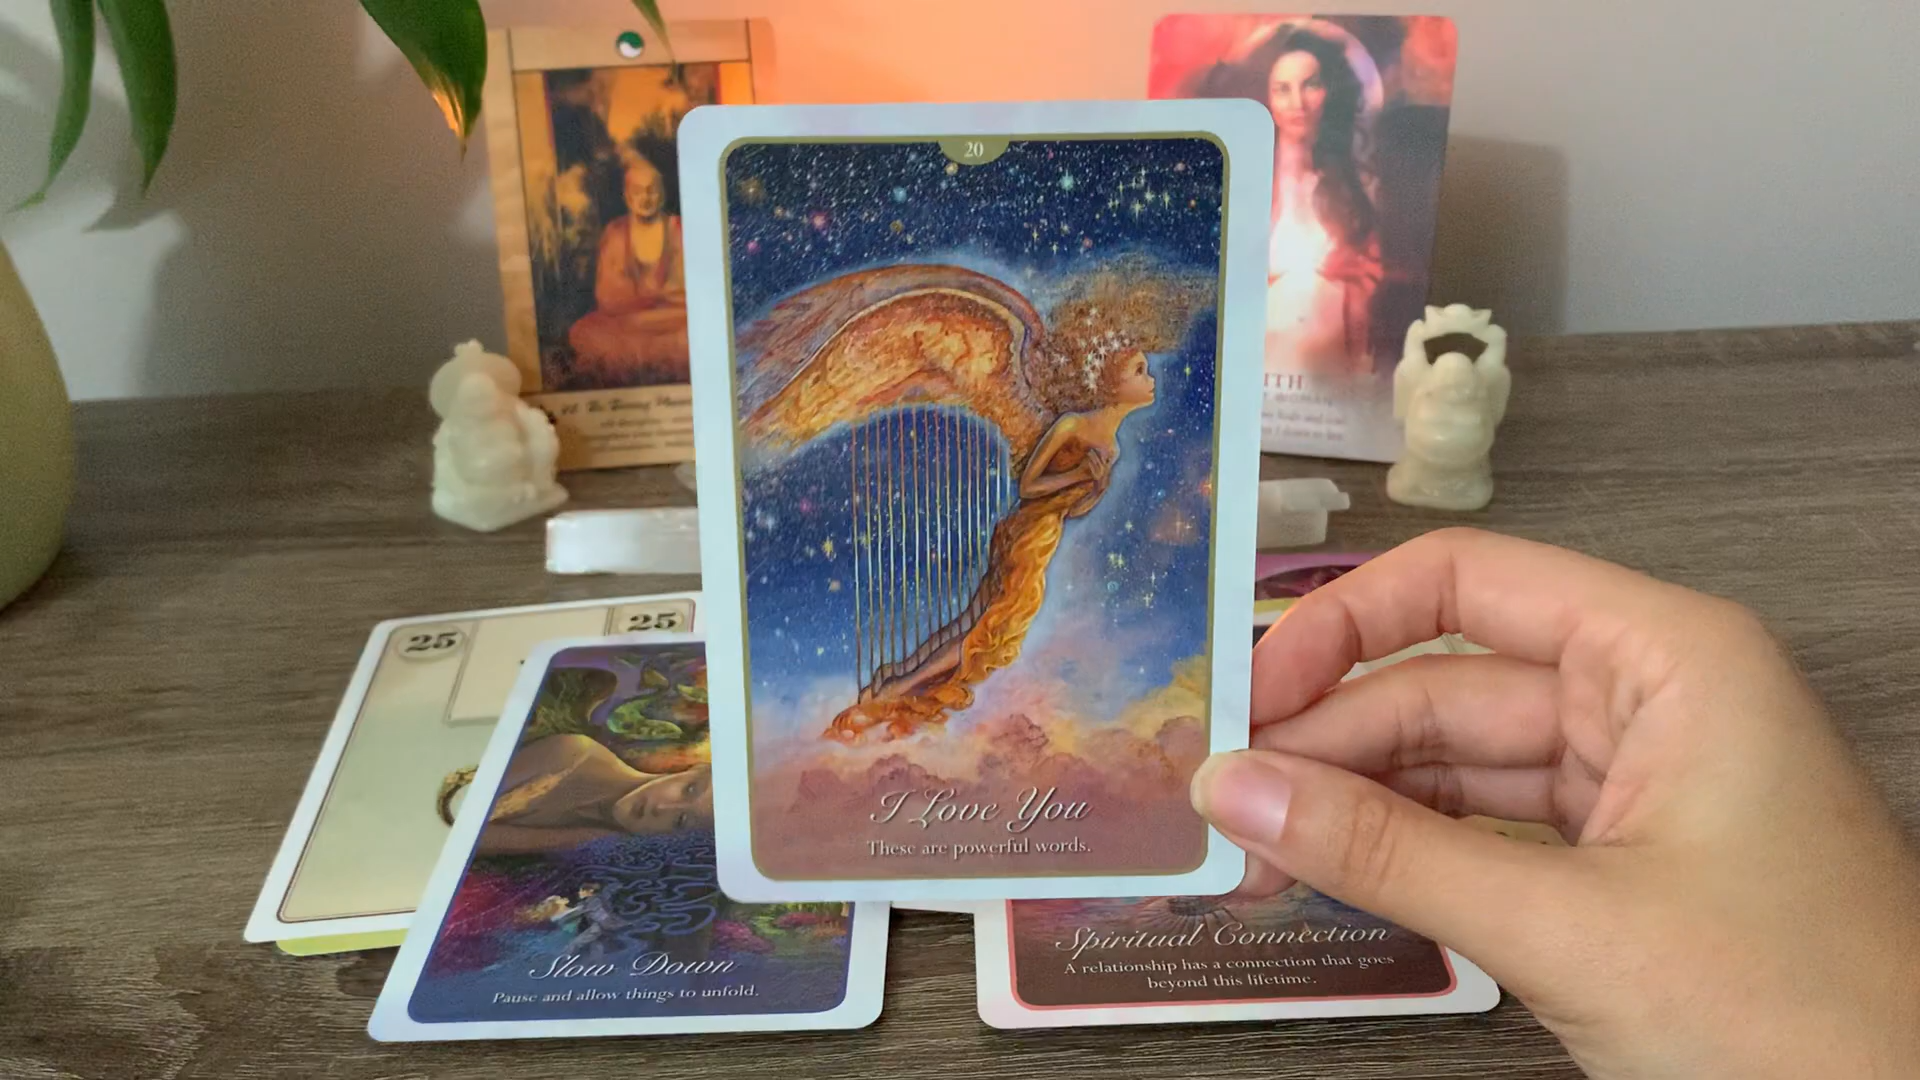 20
I Love You
These are powerful words.
25
25
Slow Down
Pause and allow things to unfold.
Spiritual Connection
A relationship has a connection that goes
beyond this lifetime.